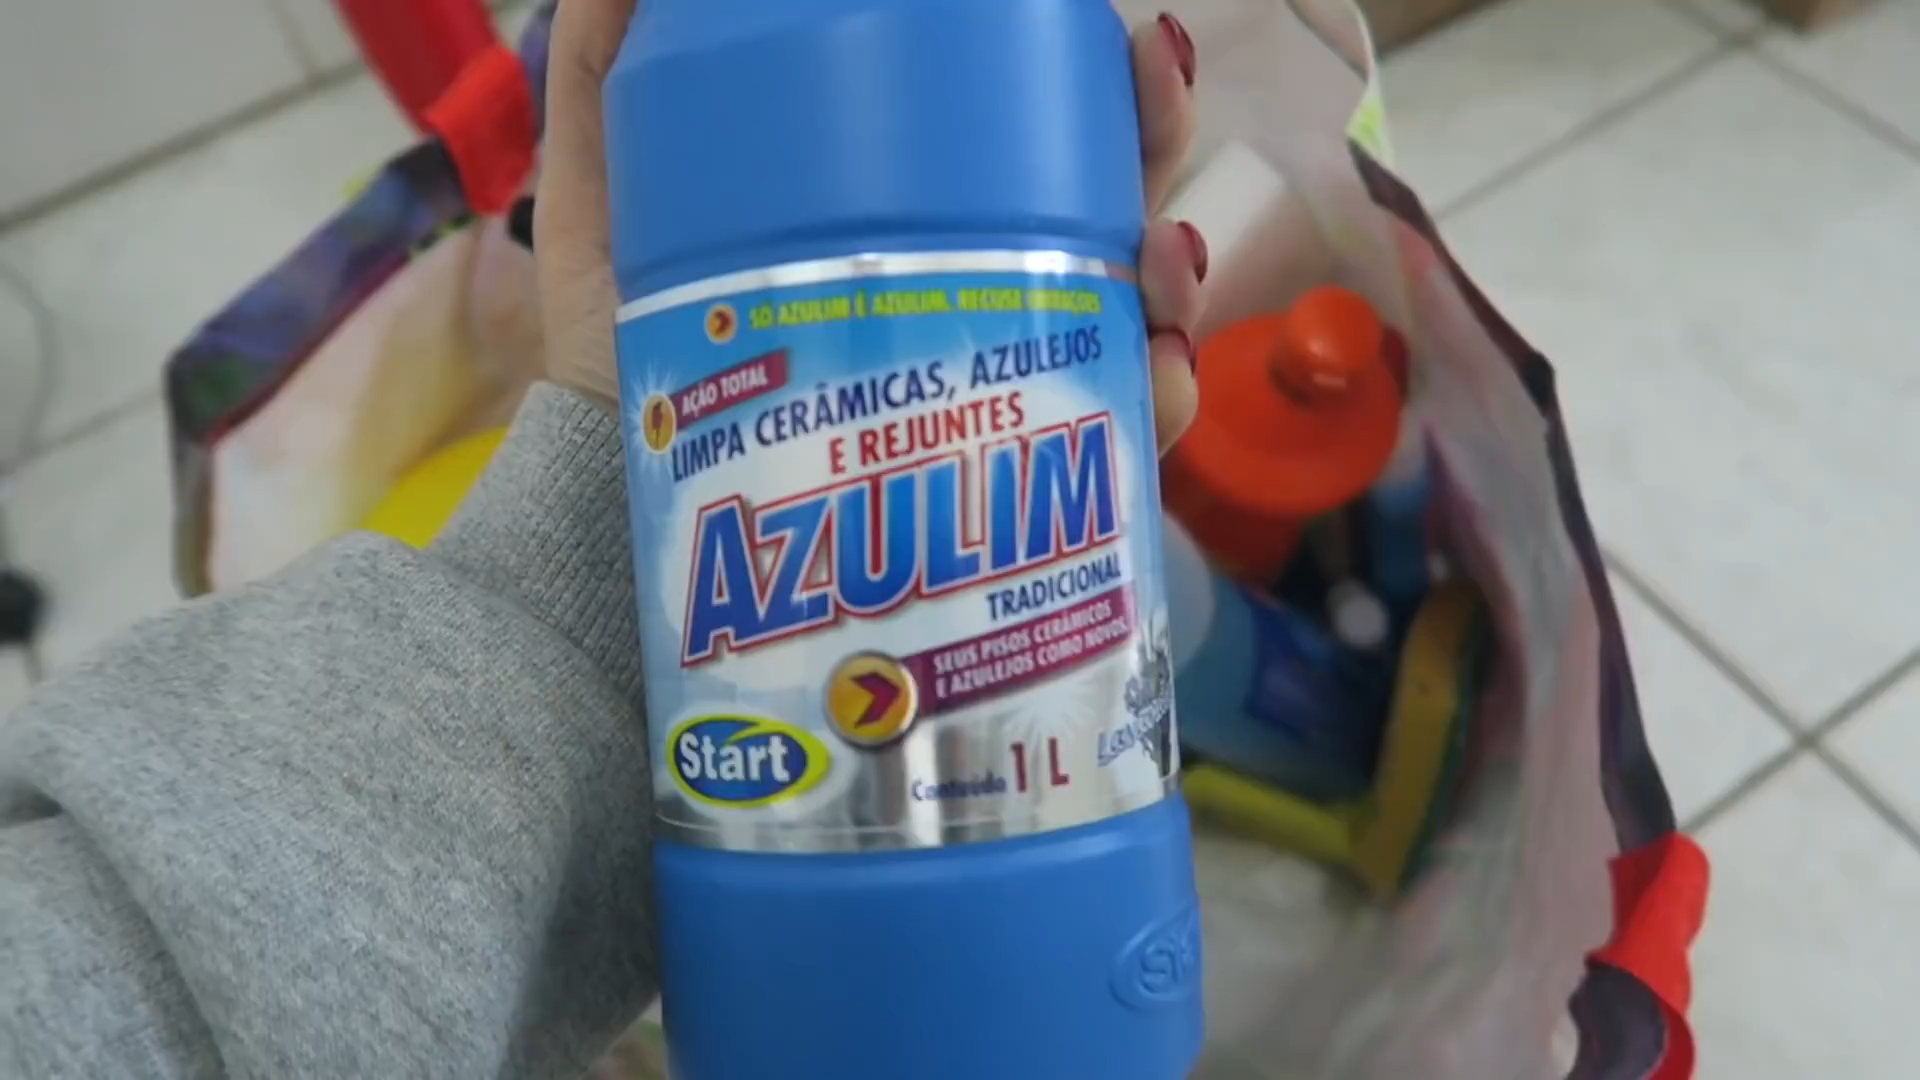 SÓ AZULIM É AZULIM. RECUSE IMITAÇÕES
AÇÃO TOTAL
LIMPA CERÂMICAS, AZULEJOS
E REJUNTES
AZULIM
TRADICIONAL
SEUS PISOS CERÂMICOS
E AZULEJOS COMO NOVOS.
Start
Conteúdo 1 L